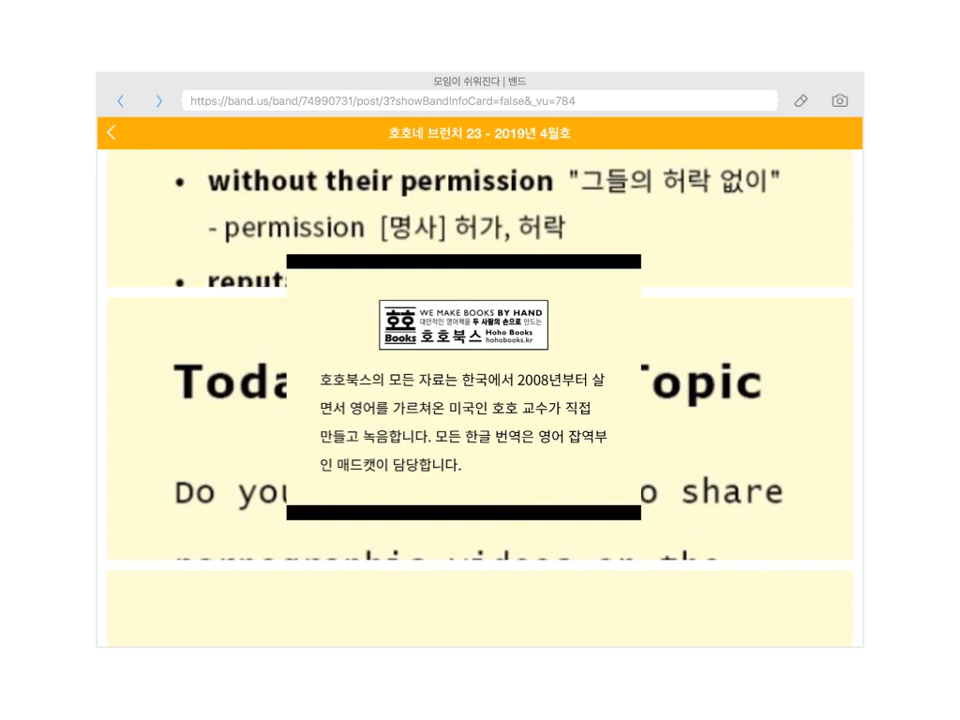 모임이 쉬워진다 | 밴드
https://band.us/band/74990731/post/3?showBandInfoCard=false&_vu=784
호호네 브런치 23 - 2019년 4월호
• without their permission "그들의 허락 없이"
- permission [명사] 허가, 허락
호호
Books
WE MAKE BOOKS BY HAND
대안적인 영어책을 두 사람의 손으로 만드는
호호북스 Hoho Books
hohobooks.kr
호호북스의 모든 자료는 한국에서 2008년부터 살
면서 영어를 가르쳐온 미국인 호호 교수가 직접
만들고 녹음합니다. 모든 한글 번역은 영어 잡역부
인 매드캣이 담당합니다.
Toda Topic
Do you o share